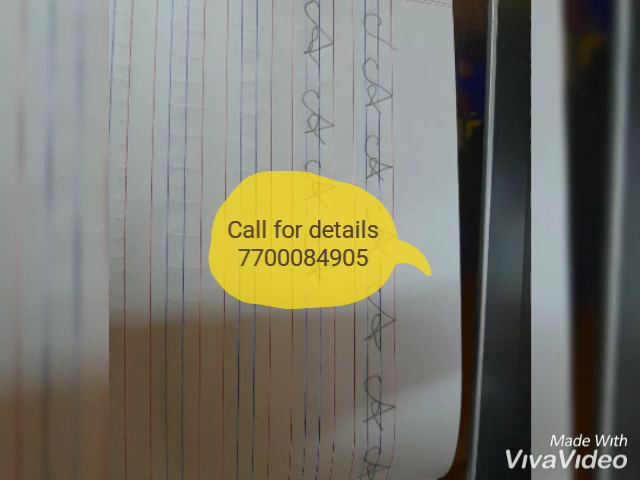 Call for details
7700084905
A A A A
A A A A A A A
Made With
VivaVideo